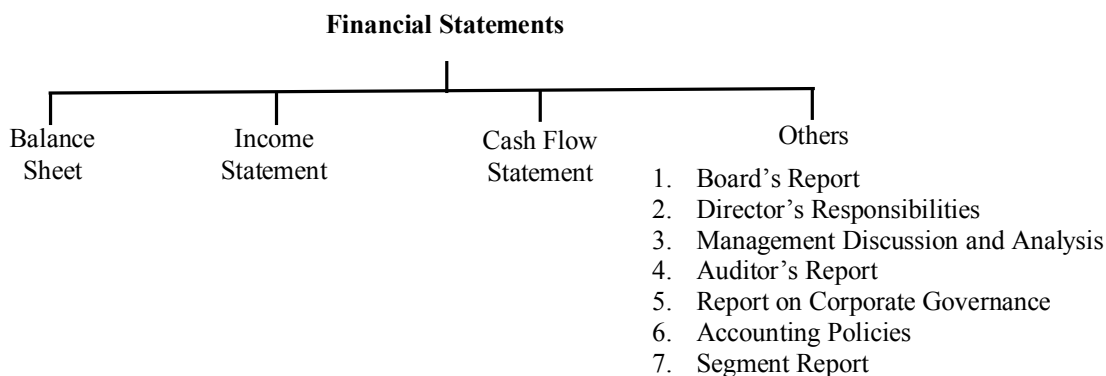 Financial Statements
Balance
Sheet
Income
Statement
Cash Flow
Statement
Others
1. Board’s Report
2. Director’s Responsibilities
3. Management Discussion and Analysis
4. Auditor’s Report
5. Report on Corporate Governance
6. Accounting Policies
7. Segment Report